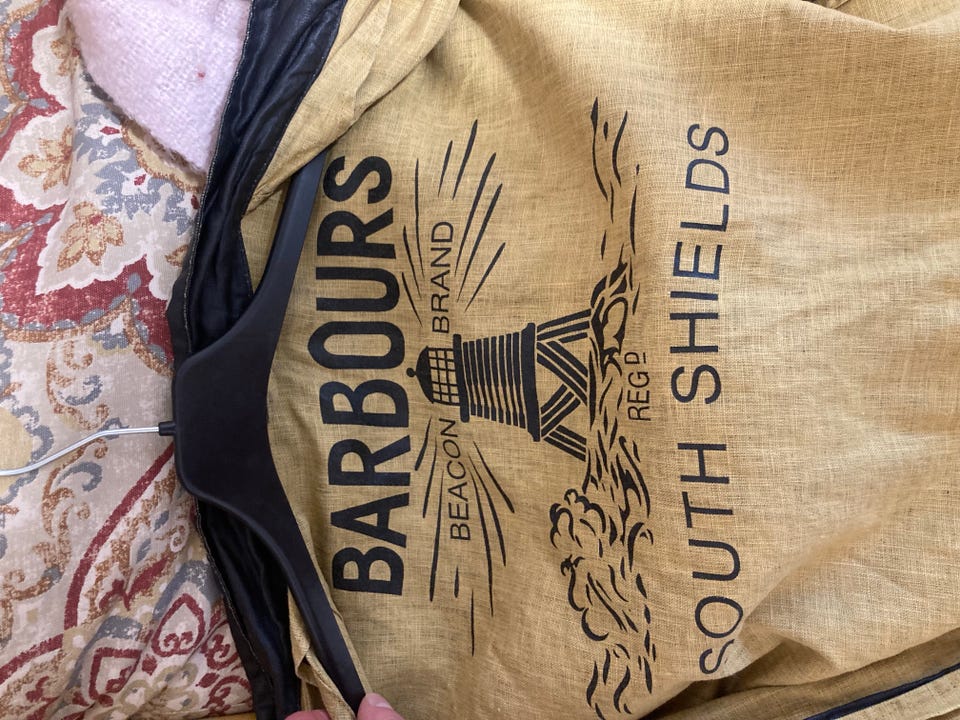 BARBOURS
BEACON BRAND
REGD
SOUTH SHIELDS